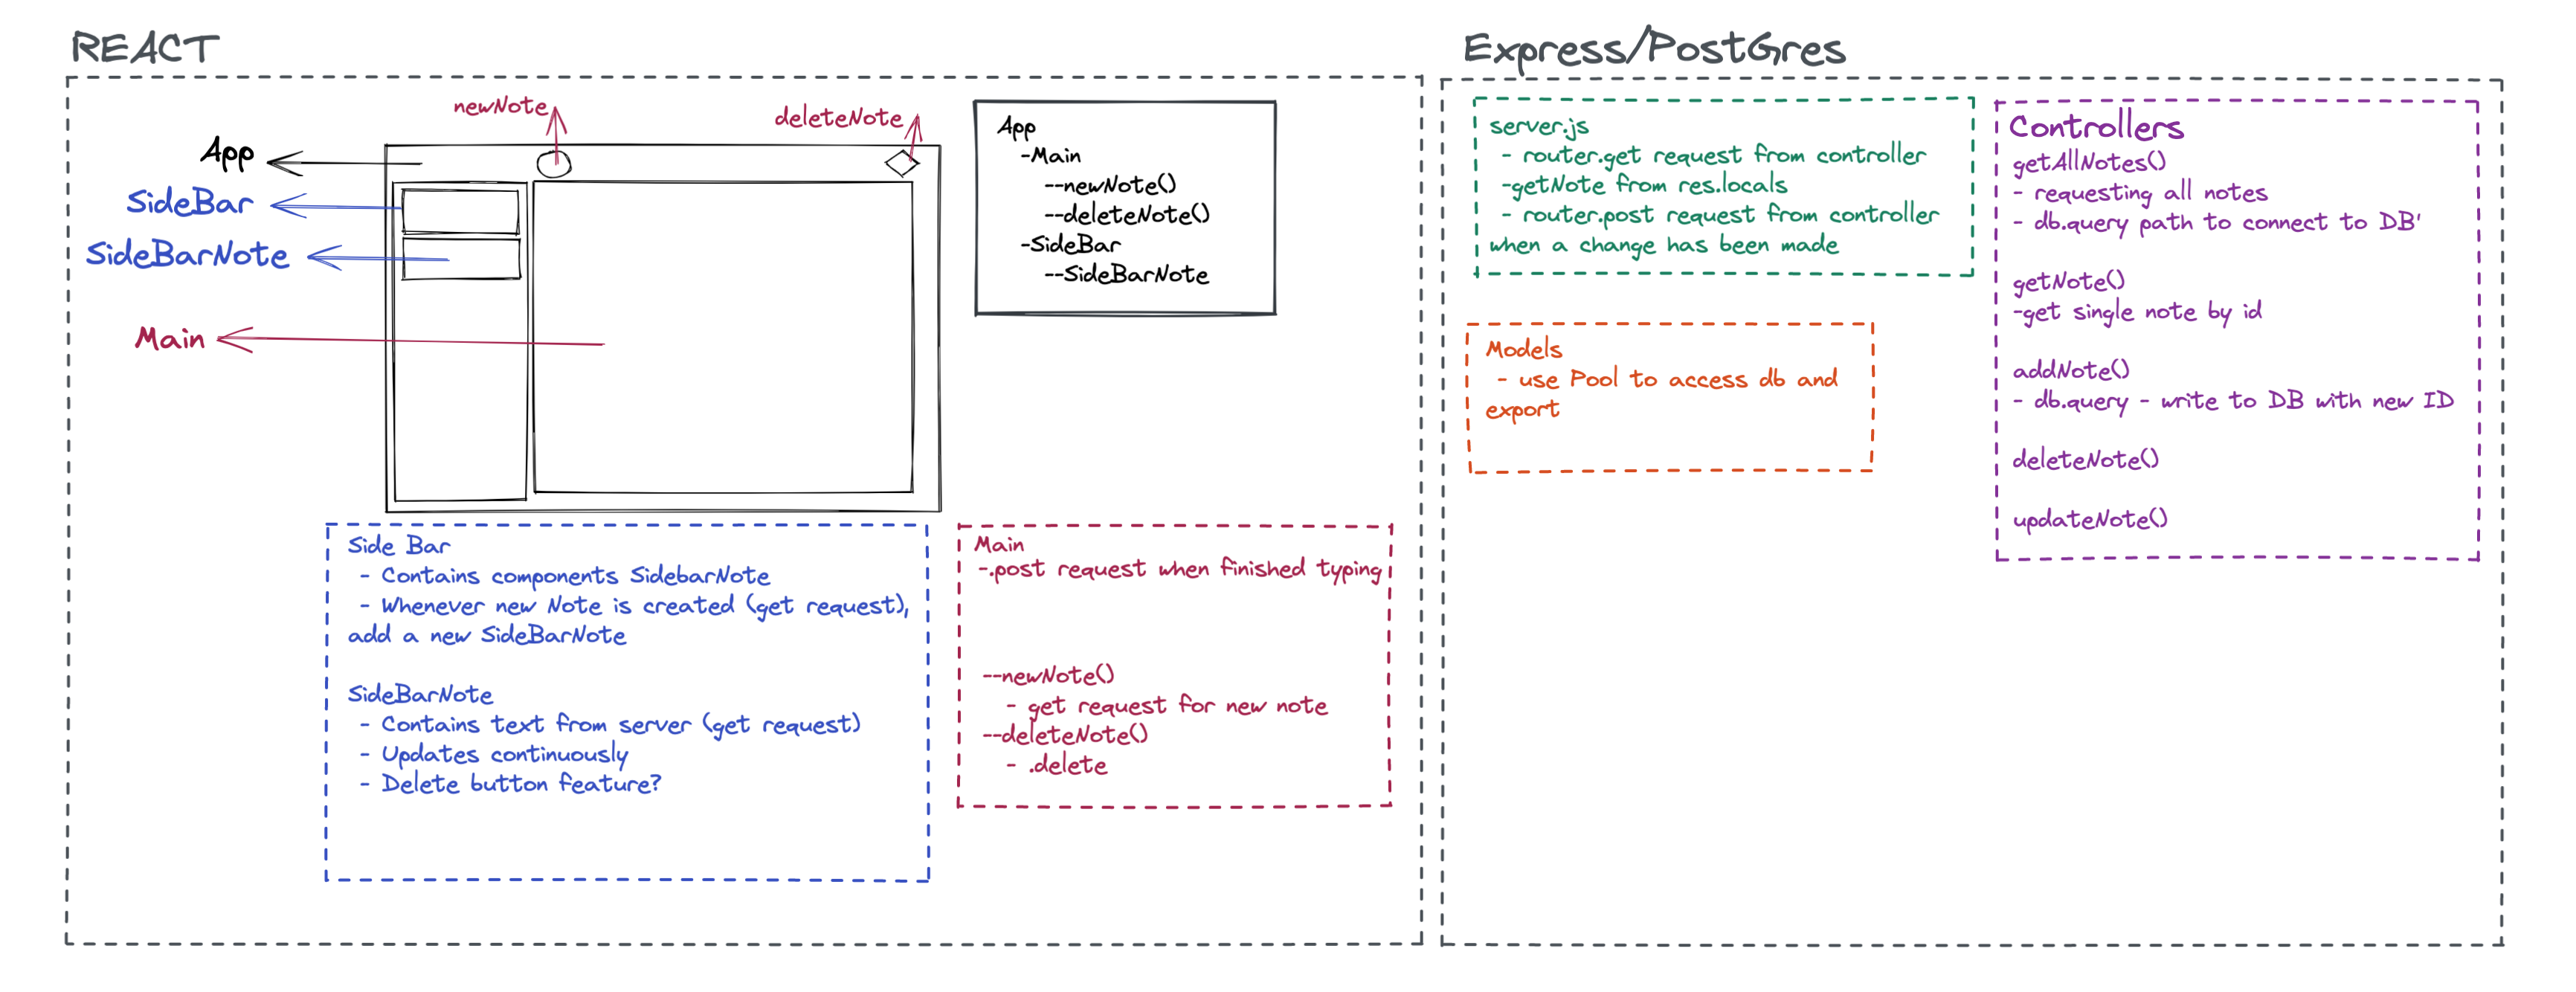 REACT
newNote
deleteNote
App
SideBar
SideBarNote
Main
App
-Main
--newNote()
--deleteNote()
-SideBar
--SideBarNote
Side Bar
- Contains components SidebarNote
- Whenever new Note is created (get request),
add a new SideBarNote
SideBarNote
- Contains text from server (get request)
- Updates continuously
- Delete button feature?
Main
-.post request when finished typing
--newNote()
- get request for new note
--deleteNote()
- .delete
Express/PostGres
server.js
- router.get request from controller
-getNote from res.locals
- router.post request from controller
when a change has been made
Models
- use Pool to access db and
export
Controllers
getAllNotes()
- requesting all notes
- db.query path to connect to DB'
getNote()
-get single note by id
addNote()
- db.query - write to DB with new ID
deleteNote()
updateNote()